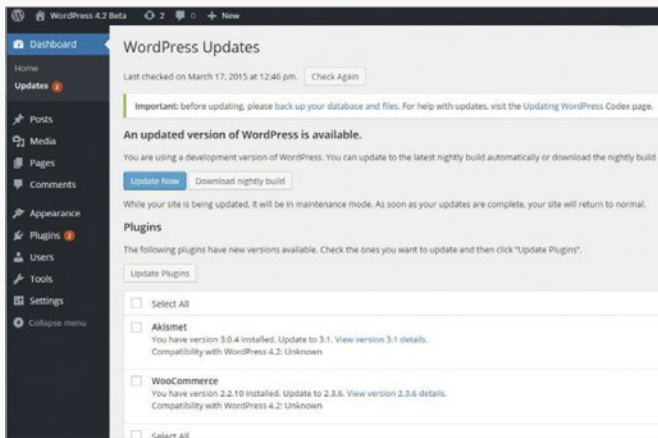 WordPress 4.2 Beta 2 0 + New
Dashboard
Home
Updates 2
Posts
Media
Pages
Comments
Appearance
Plugins 2
Users
Tools
Settings
Collapse menu
WordPress Updates
Last checked on March 17, 2015 at 12:46 pm. Check Again
Important: before updating, please back up your database and files. For help with updates, visit the Updating WordPress Codex page.
An updated version of WordPress is available.
You are using a development version of WordPress. You can update to the latest nightly build automatically or download the nightly build
Update Now Download nightly build
While your site is being updated, it will be in maintenance mode. As soon as your updates are complete, your site will return to normal.
Plugins
The following plugins have new versions available. Check the ones you want to update and then click "Update Plugins".
Update Plugins
Select All
Akismet
You have version 3.0.4 installed. Update to 3.1. View version 3.1 details.
Compatibility with WordPress 4.2: Unknown
WooCommerce
You have version 2.2.10 installed. Update to 2.3.6. View version 2.3.6 details.
Compatibility with WordPress 4.2: Unknown
Select All